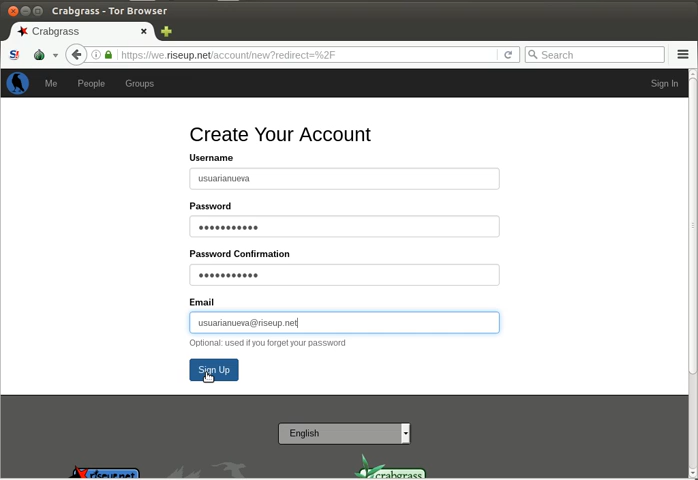 Crabgrass - Tor Browser
Crabgrass
https://we.riseup.net/account/new?redirect=%2F
Search
Me People Groups Sign In
Create Your Account
Username
usuarianueva
Password
Password Confirmation
Email
usuarianueva@riseup.net
Optional: used if you forget your password
Sign Up
English
riseup.net crabgrass